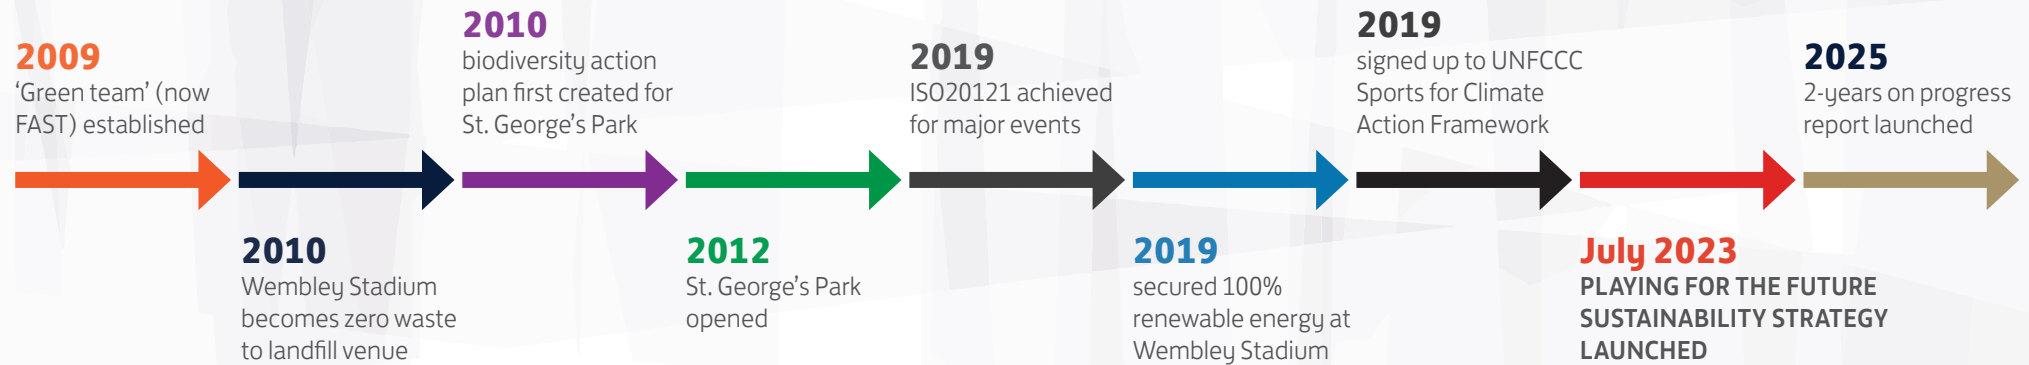 2009
‘Green team’ (now
FAST) established
2010
Wembley Stadium
becomes zero waste
to landfill venue
2010
biodiversity action
plan first created for
St. George’s Park
2012
St. George’s Park
opened
2019
ISO20121 achieved
for major events
2019
secured 100%
renewable energy at
Wembley Stadium
2019
signed up to UNFCCC
Sports for Climate
Action Framework
July 2023
PLAYING FOR THE FUTURE
SUSTAINABILITY STRATEGY
LAUNCHED
2025
2-years on progress
report launched